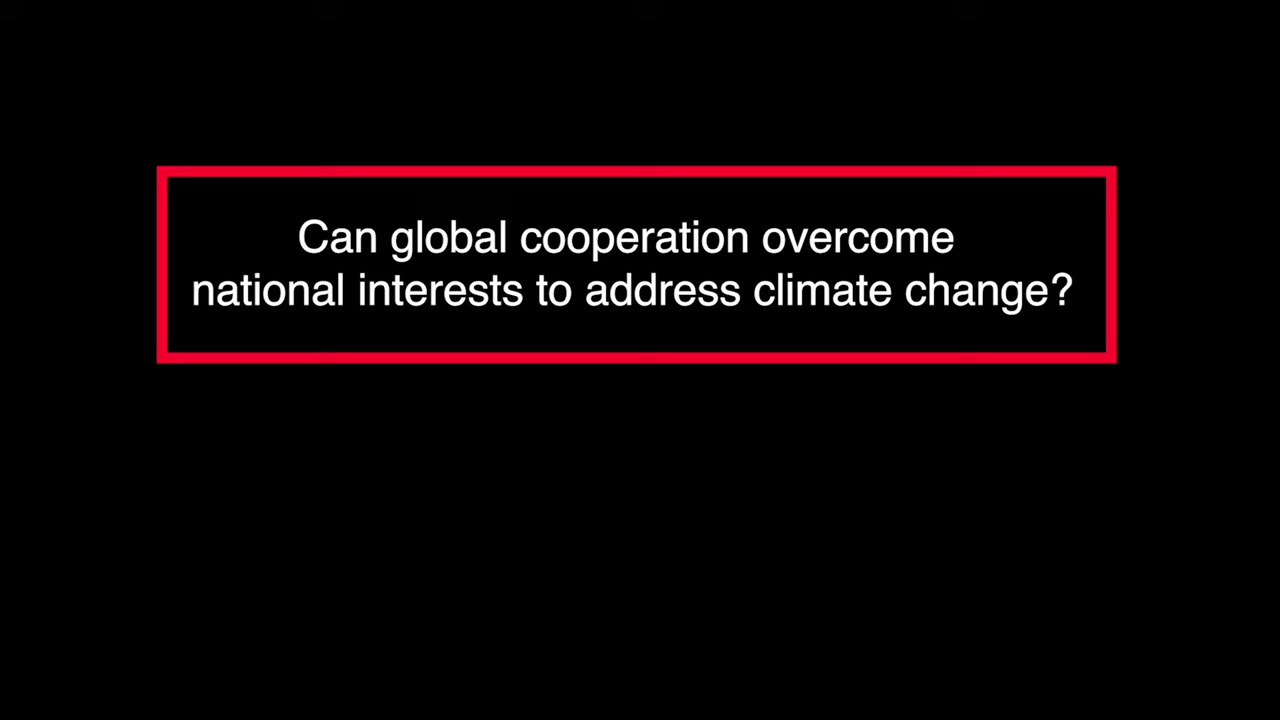 Can global cooperation overcome
national interests to address climate change?